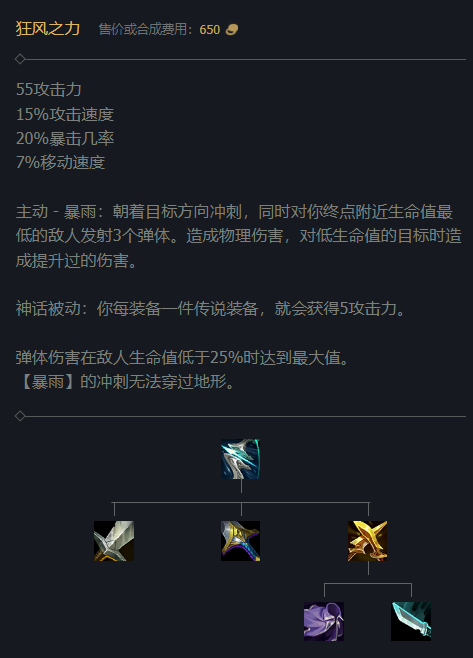 狂风之力 售价或合成费用：650
55攻击力
15%攻击速度
20%暴击几率
7%移动速度
主动 - 暴雨：朝着目标方向冲刺，同时对你终点附近生命值最
低的敌人发射3个弹体。造成物理伤害，对低生命值的目标时造
成提升过的伤害。
神话被动：你每装备一件传说装备，就会获得5攻击力。
弹体伤害在敌人生命值低于25%时达到最大值。
【暴雨】的冲刺无法穿过地形。